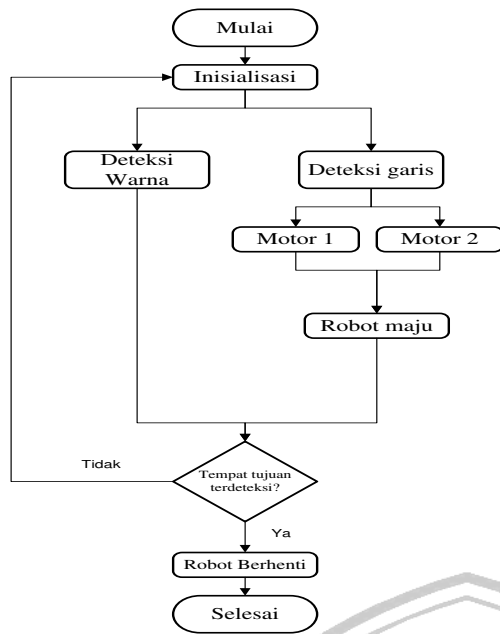 Mulai
Inisialisasi
Deteksi
Warna
Deteksi garis
Motor 1
Motor 2
Robot maju
Tidak
Tempat tujuan
terdeteksi?
Ya
Robot Berhenti
Selesai